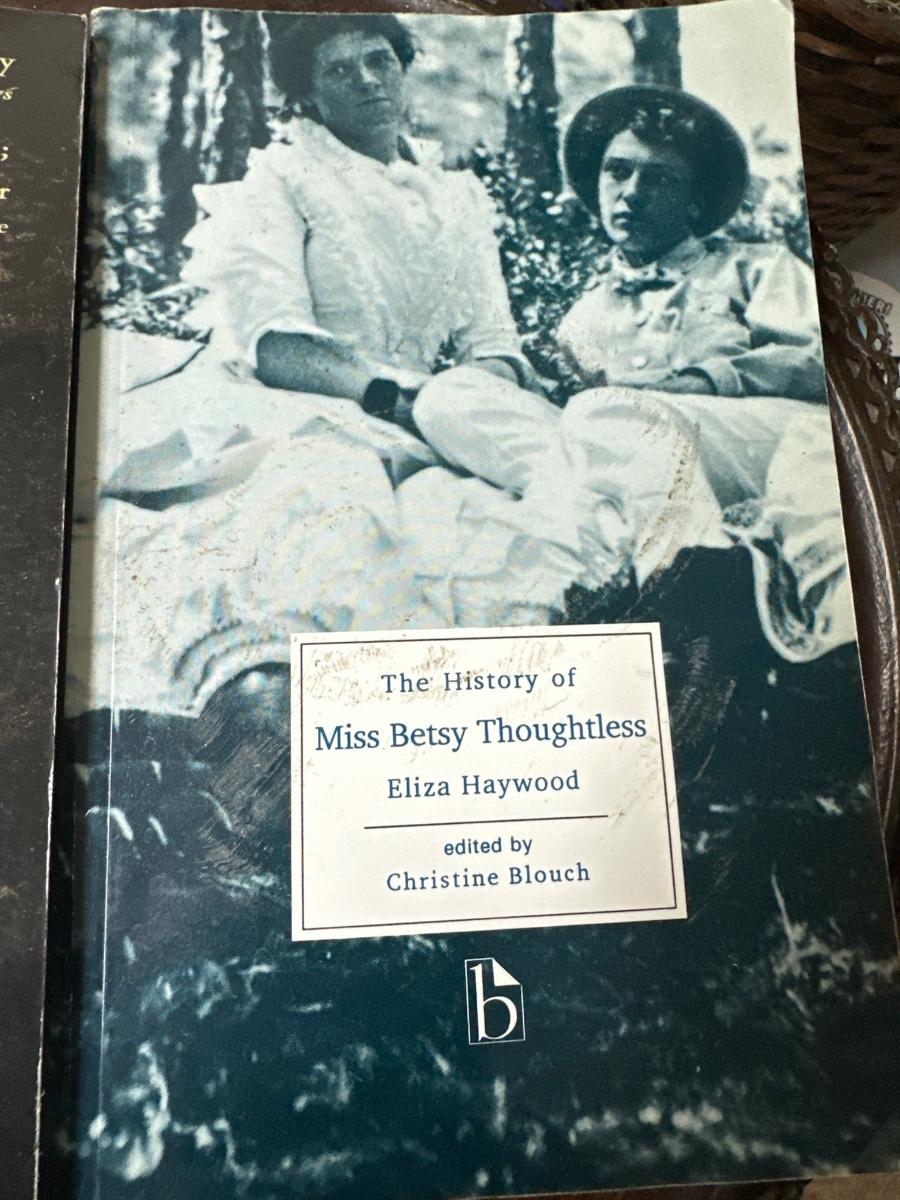 y
;
r
e
The History of
Miss Betsy Thoughtless
Eliza Haywood
edited by
Christine Blouch
b